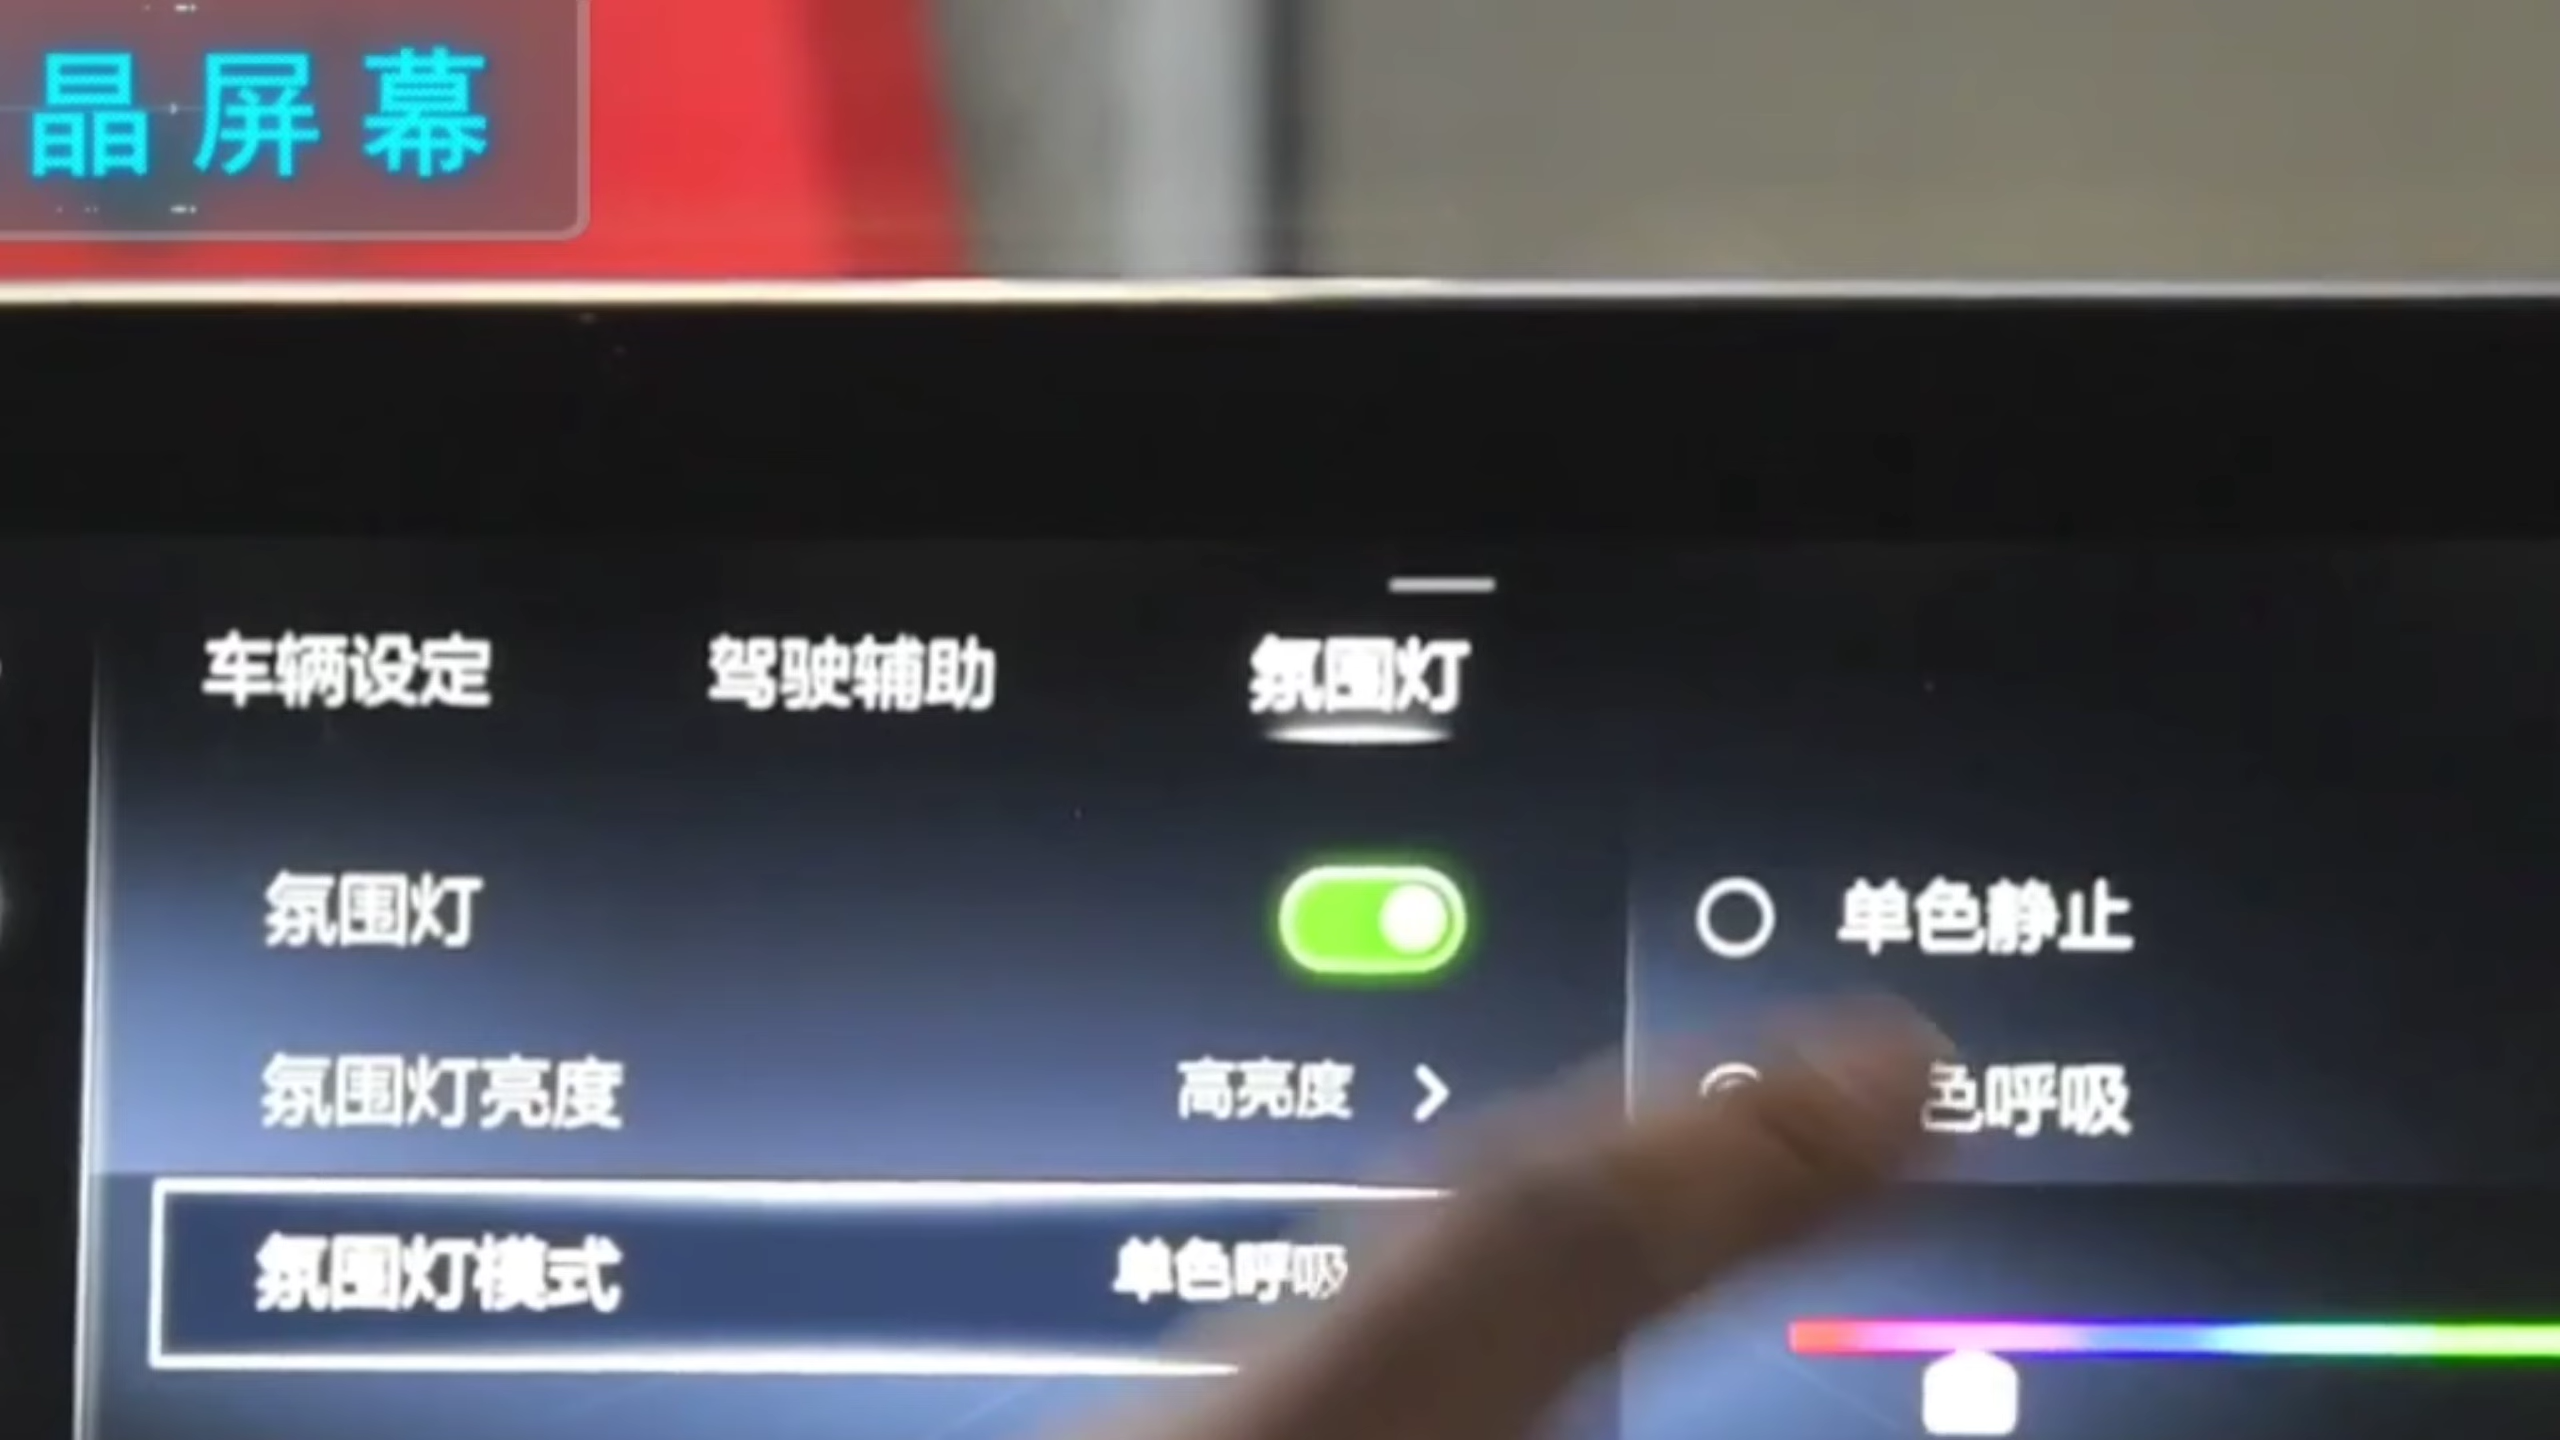 晶屏幕
车辆设定 驾驶辅助 氛围灯
氛围灯 单色静止
氛围灯亮度 高亮度 色呼吸
氛围灯模式 单色呼吸